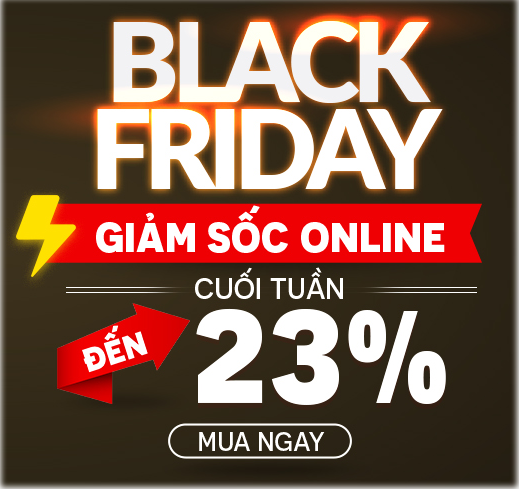 BLACK
FRIDAY
GIẢM SỐC ONLINE
CUỐI TUẦN
ĐẾN 23%
MUA NGAY